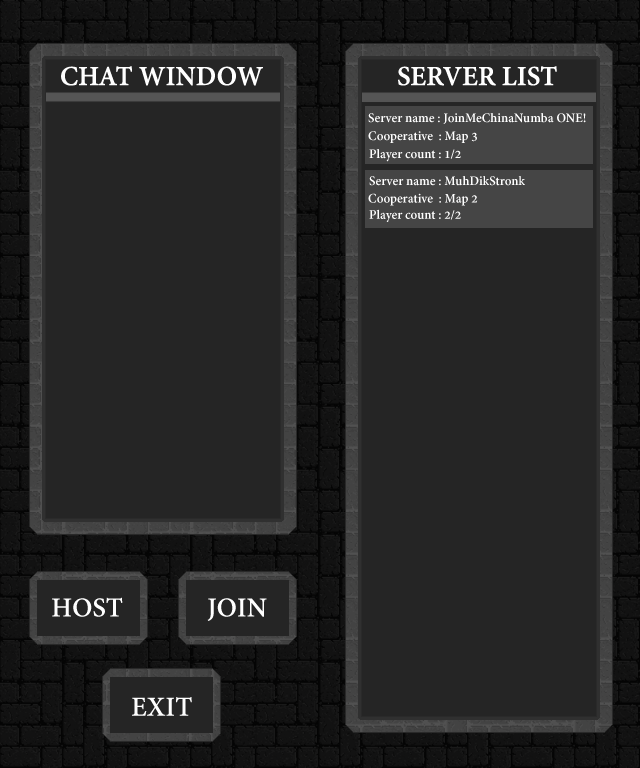 CHAT WINDOW
SERVER LIST
Server name : JoinMeChinaNumba ONE!
Cooperative : Map 3
Player count : 1/2
Server name : MuhDikStronk
Cooperative : Map 2
Player count : 2/2
HOST
JOIN
EXIT